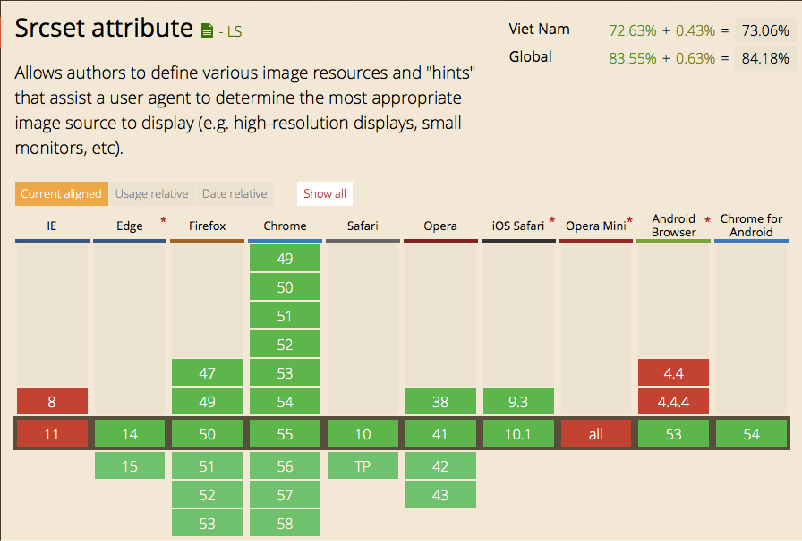 Srcset attribute - LS
Allows authors to define various image resources and "hints"
that assist a user agent to determine the most appropriate
image source to display (e.g. high-resolution displays, small
monitors, etc).
Viet Nam 72.63% + 0.43% = 73.06%
Global 83.55% + 0.63% = 84.18%
Current aligned Usage relative Date relative Show all
IE Edge * Firefox Chrome Safari Opera iOS Safari * Opera Mini * Android Browser * Chrome for Android
49
50
51
52
47 53 4.4
8 49 54 38 9.3 4.4.4
11 14 50 55 10 41 10.1 all 53 54
15 51 56 TP 42
52 57 43
53 58